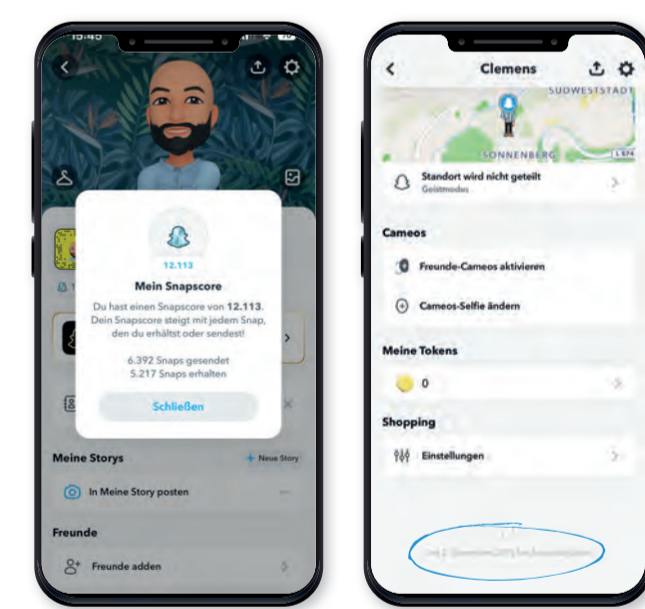 15:45
12.113
Mein Snapscore
Du hast einen Snapscore von 12.113.
Dein Snapscore steigt mit jedem Snap,
den du erhältst oder sendest!
6.392 Snaps gesendet
5.217 Snaps erhalten
Schließen
Meine Storys
+ Neue Story
In Meine Story posten
Freunde
Freunde adden
Clemens
SÜDWESTSTADT
SONNENBERG
Standort wird nicht geteilt
Geistmodus
Cameos
Freunde-Cameos aktivieren
Cameos-Selfie ändern
Meine Tokens
0
Shopping
Einstellungen